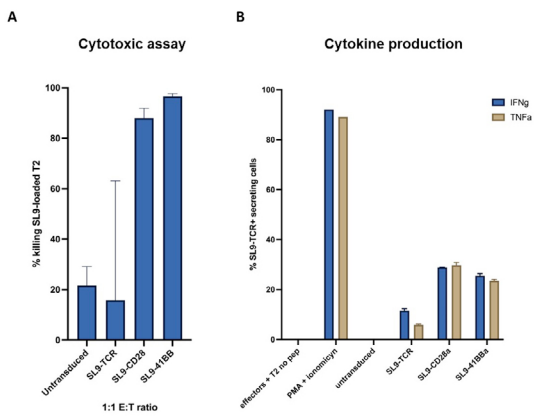 A
B
Cytotoxic assay
Cytokine production
% killing SL9-loaded T2
100
80
60
40
20
0
Untransduced
SL9-TCR
SL9-CD28
SL9-41BB
1:1 E:T ratio
% SL9-TCR+ secreting cells
100
80
60
40
20
0
effectors + T2 no pep
PMA + ionomicyn
untransduced
SL9-TCR
SL9-CD28a
SL9-41BBa
IFNg
TNFa